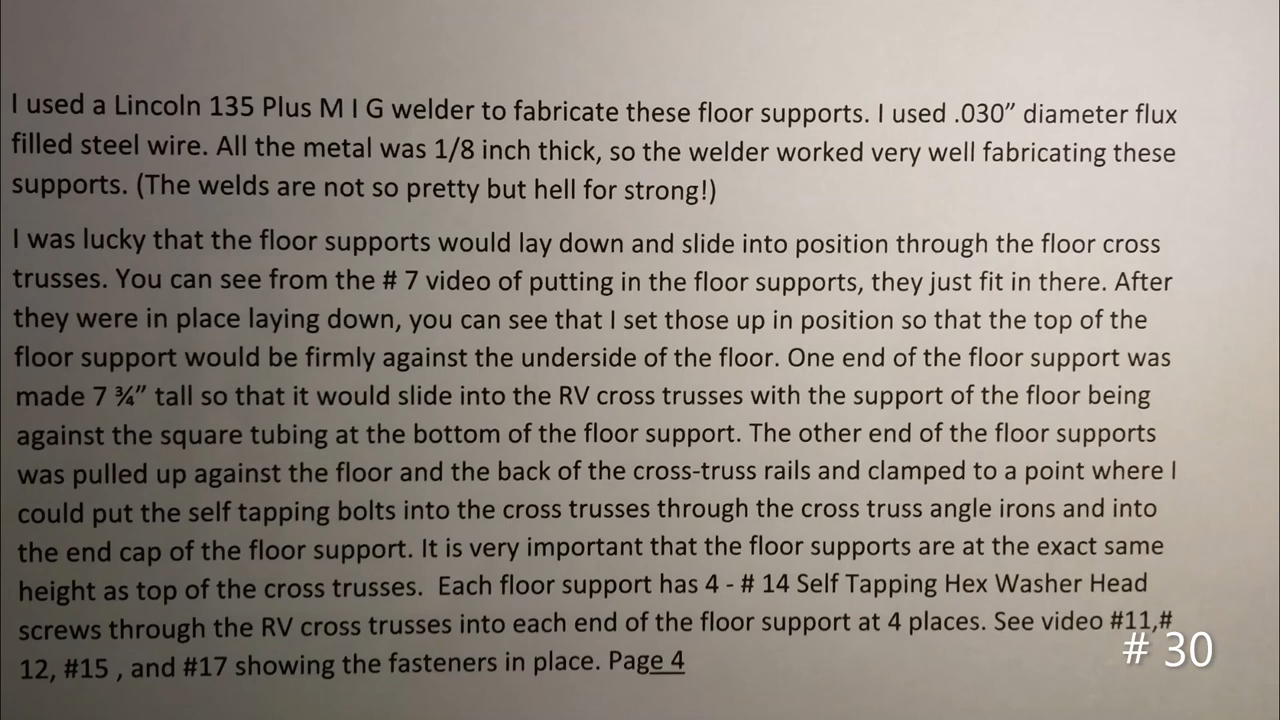 I used a Lincoln 135 Plus M I G welder to fabricate these floor supports. I used .030” diameter flux
filled steel wire. All the metal was 1/8 inch thick, so the welder worked very well fabricating these
supports. (The welds are not so pretty but hell for strong!)
I was lucky that the floor supports would lay down and slide into position through the floor cross
trusses. You can see from the # 7 video of putting in the floor supports, they just fit in there. After
they were in place laying down, you can see that I set those up in position so that the top of the
floor support would be firmly against the underside of the floor. One end of the floor support was
made 7 ¾” tall so that it would slide into the RV cross trusses with the support of the floor being
against the square tubing at the bottom of the floor support. The other end of the floor supports
was pulled up against the floor and the back of the cross-truss rails and clamped to a point where I
could put the self tapping bolts into the cross trusses through the cross truss angle irons and into
the end cap of the floor support. It is very important that the floor supports are at the exact same
height as top of the cross trusses.  Each floor support has 4 - # 14 Self Tapping Hex Washer Head
screws through the RV cross trusses into each end of the floor support at 4 places. See video #11,#
12, #15 , and #17 showing the fasteners in place. Page 4
# 30